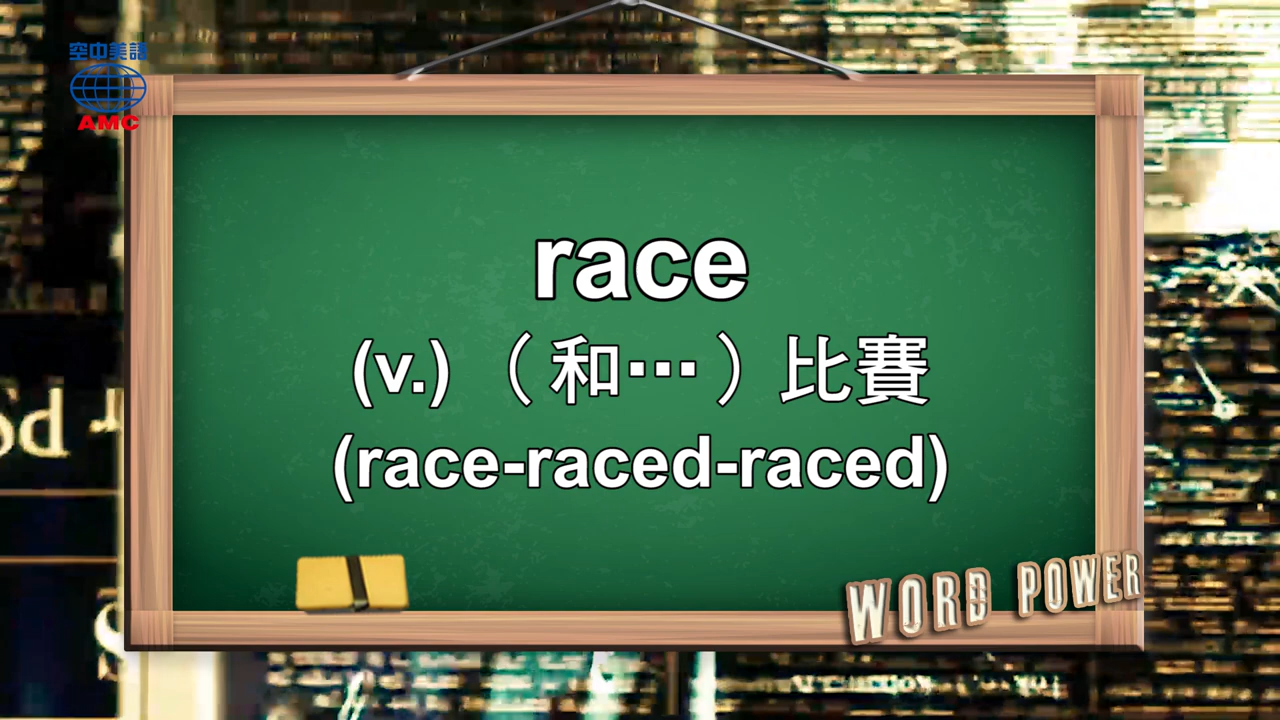 空中美語
AMC
race
(v.) （和⋯）比賽
(race-raced-raced)
WORD POWER